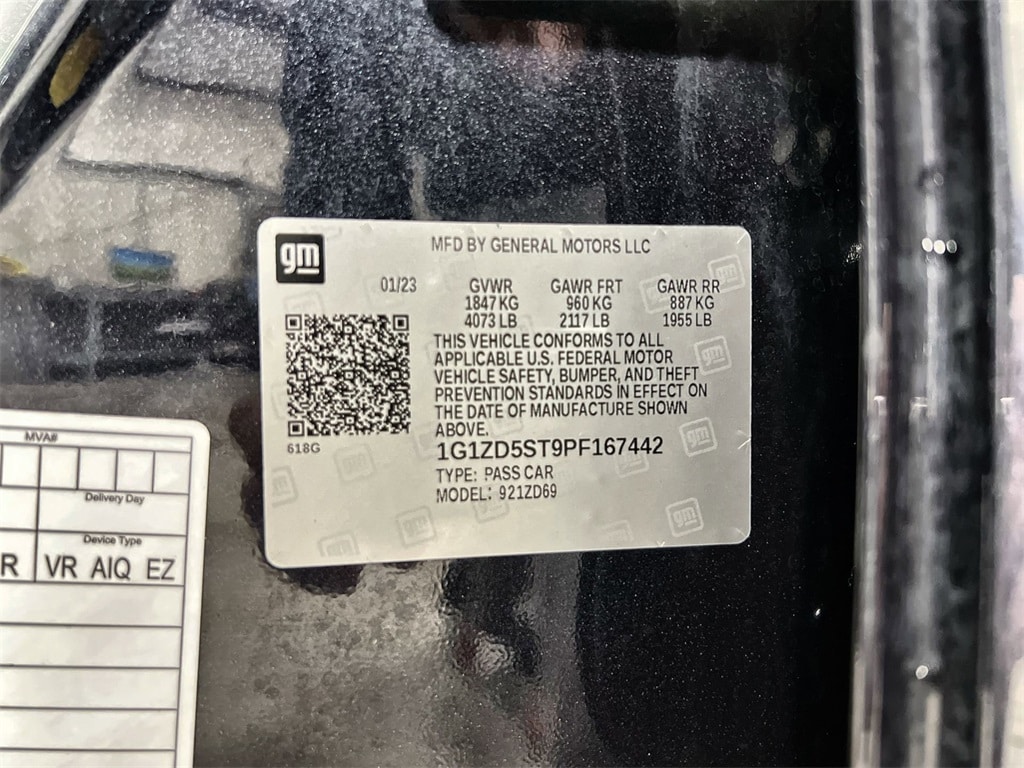 gm
MFD BY GENERAL MOTORS LLC
01/23
GVWR
1847 KG
4073 LB
GAWR FRT
960 KG
2117 LB
GAWR RR
887 KG
1955 LB
THIS VEHICLE CONFORMS TO ALL
APPLICABLE U.S. FEDERAL MOTOR
VEHICLE SAFETY, BUMPER, AND THEFT
PREVENTION STANDARDS IN EFFECT ON
THE DATE OF MANUFACTURE SHOWN
ABOVE.
618G
1G1ZD5ST9PF167442
TYPE: PASS CAR
MODEL: 921ZD69
MVA#
Delivery Day
Device Type
R VR AIQ EZ